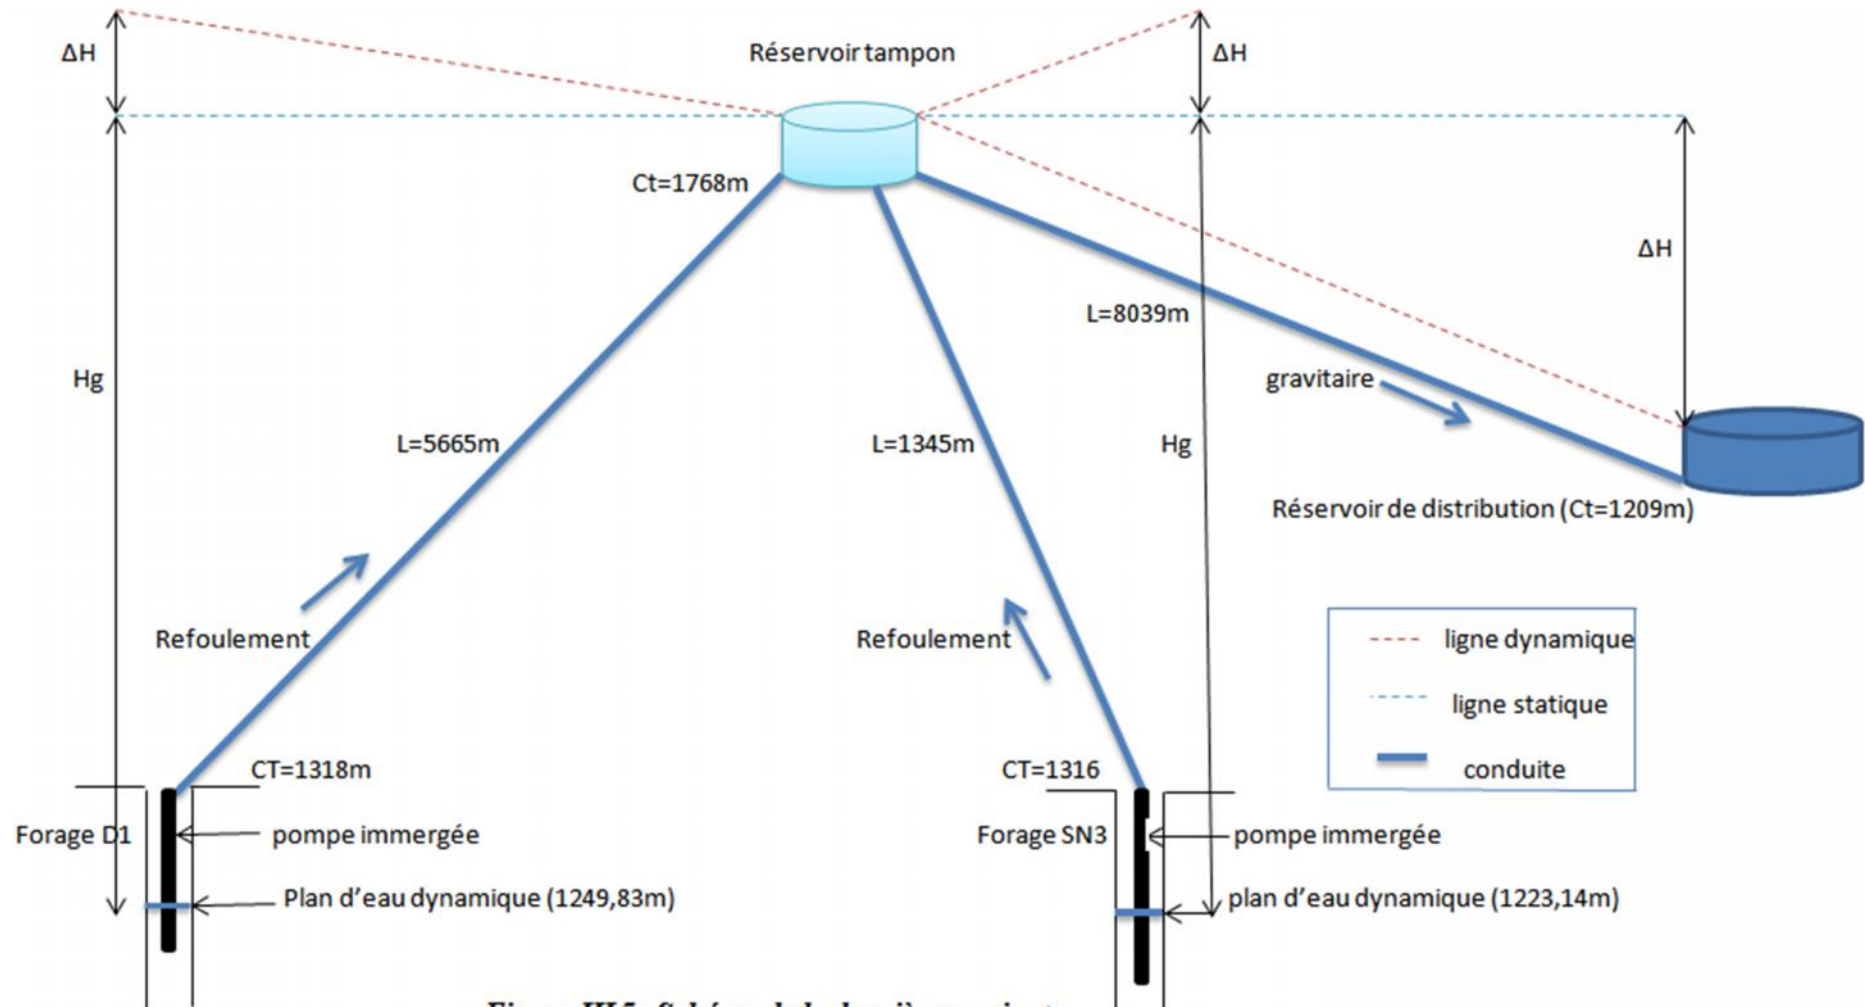 ΔH
Réservoir tampon
ΔH
Ct=1768m
ΔH
L=8039m
Hg
gravitaire
L=5665m
L=1345m
Hg
Réservoir de distribution (Ct=1209m)
Refoulement
Refoulement
ligne dynamique
ligne statique
conduite
CT=1318m
CT=1316
Forage D1
pompe immergée
Forage SN3
pompe immergée
Plan d'eau dynamique (1249,83m)
plan d'eau dynamique (1223,14m)